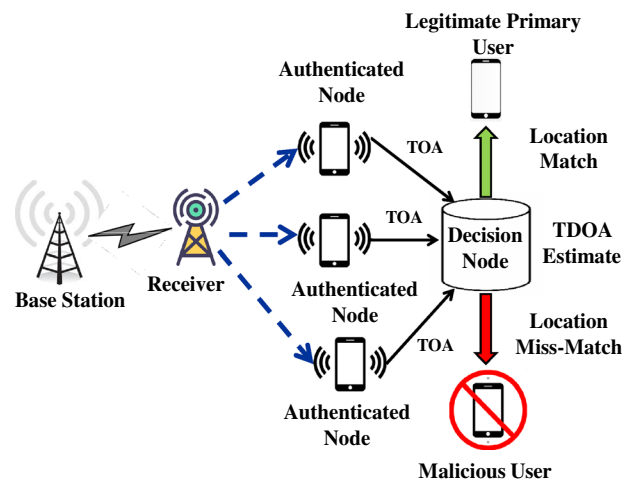 Legitimate Primary
User
Authenticated
Node
TOA
Location
Match
Base Station
Receiver
TOA
Authenticated
Node
Decision
Node
TDOA
Estimate
TOA
Authenticated
Node
Location
Miss-Match
Malicious User